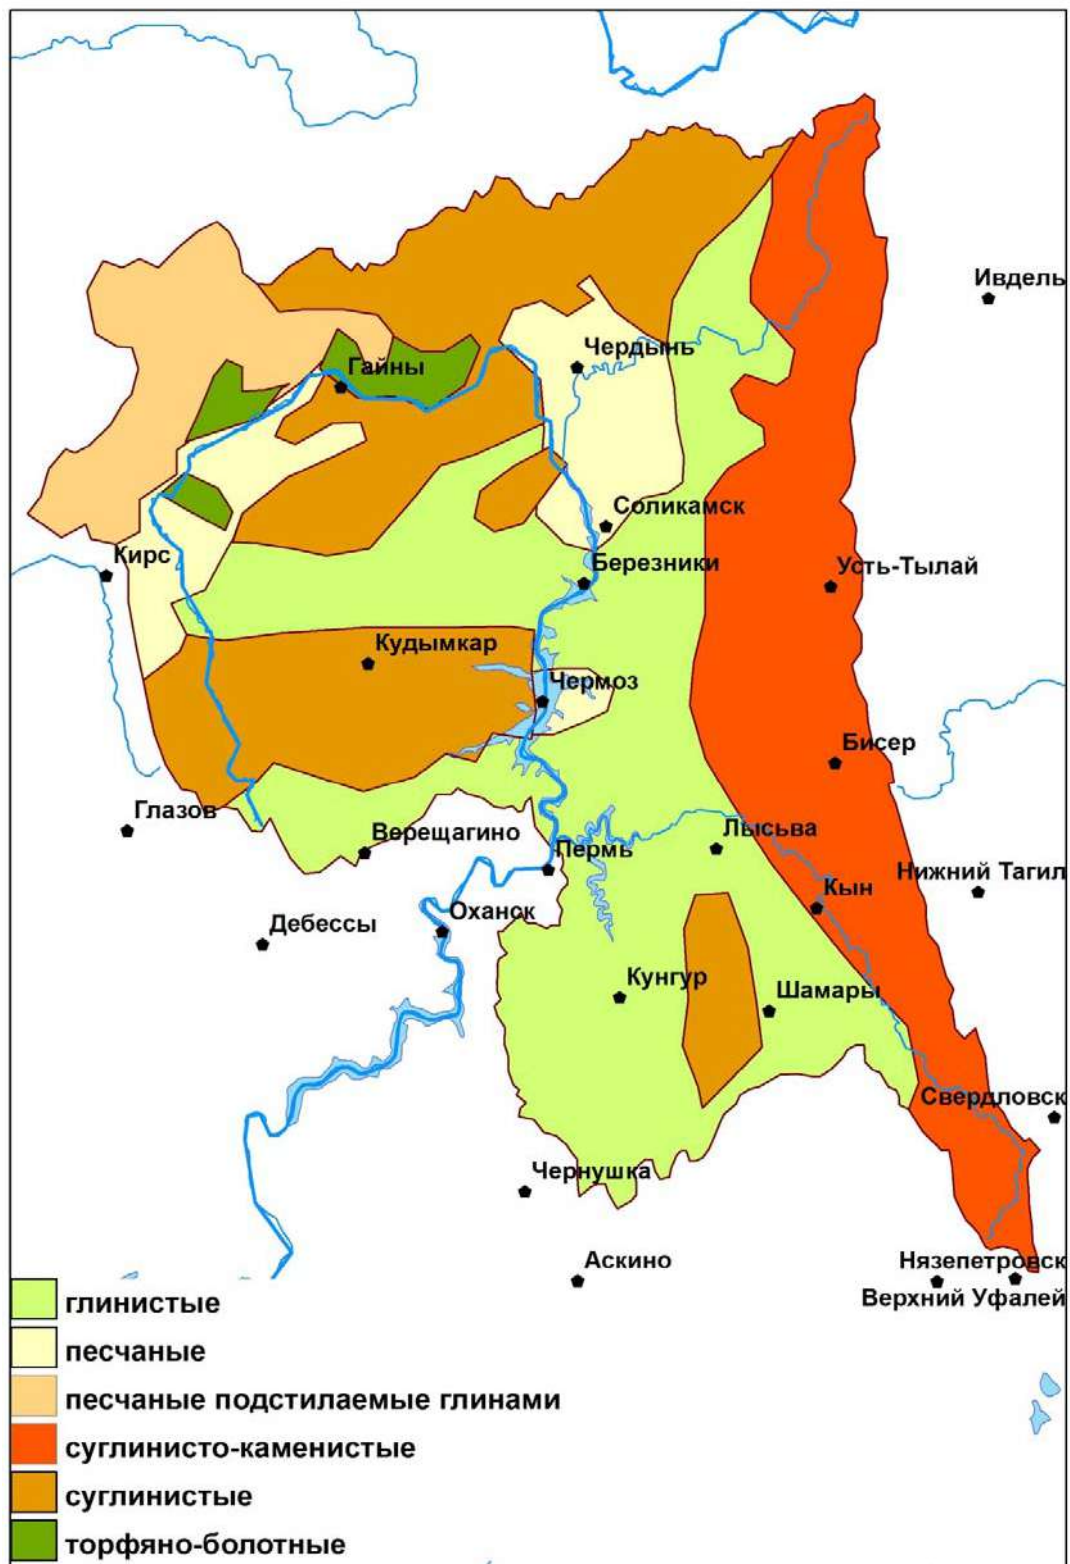 Ивдель
Чердынь
Гайны
Соликамск
Кирс
Березники
Усть-Тылай
Кудымкар
Чермоз
Бисер
Глазов
Верещагино
Лысьва
Пермь
Нижний Тагил
Кын
Оханск
Дебессы
Кунгур
Шамары
Свердловск
Чернушка
Аскино
Нязепетровск
Верхний Уфалей
глинистые
песчаные
песчаные подстилаемые глинами
суглинисто-каменистые
суглинистые
торфяно-болотные